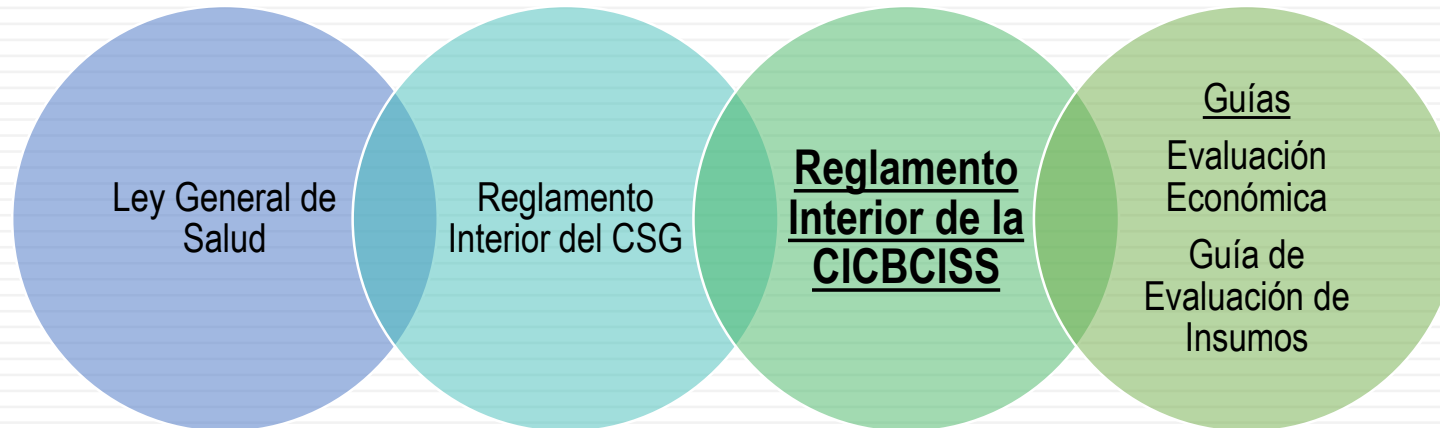 Ley General de
Salud
Reglamento
Interior del CSG
Reglamento
Interior de la
CICBCISS
Guías
Evaluación
Económica
Guía de
Evaluación de
Insumos